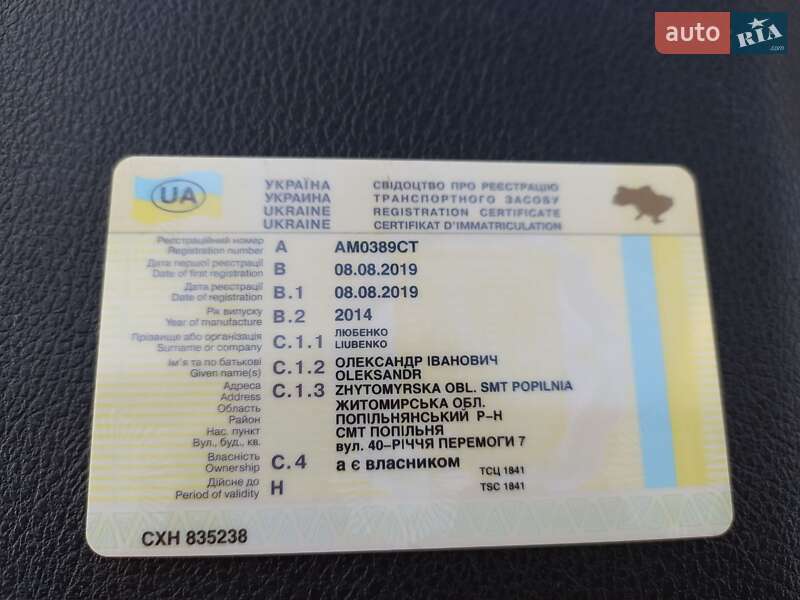 auto RIA .com
UA
УКРАЇНА СВІДОЦТВО ПРО РЕЄСТРАЦІЮ
УКРАИНА ТРАНСПОРТНОГО ЗАСОБУ
UKRAINE REGISTRATION CERTIFICATE
UKRAINE CERTIFIKAT D'IMMATRICULATION
Реєстраційний номер
Registration number A AM0389CT
Дата першої реєстрації
Date of first registration B 08.08.2019
Дата реєстрації
Date of registration B.1 08.08.2019
Рік випуску
Year of manufacture B.2 2014
Прізвище або організація ЛЮБЕНКО
Surname or company C.1.1 LIUBENKO
Ім'я та по батькові ОЛЕКСАНДР ІВАНОВИЧ
Given name(s) C.1.2 OLEKSANDR
Адреса C.1.3 ZHYTOMYRSKA OBL. SMT POPILNIA
Address
Область ЖИТОМИРСЬКА ОБЛ.
Район ПОПІЛЬНЯНСЬКИЙ Р-Н
Нас. пункт СМТ ПОПІЛЬНЯ
Вул., буд., кв. вул. 40-РІЧЧЯ ПЕРЕМОГИ 7
Власність
Ownership C.4 а є власником ТСЦ 1841
Дійсне до
Period of validity H TSC 1841
СХН 835238